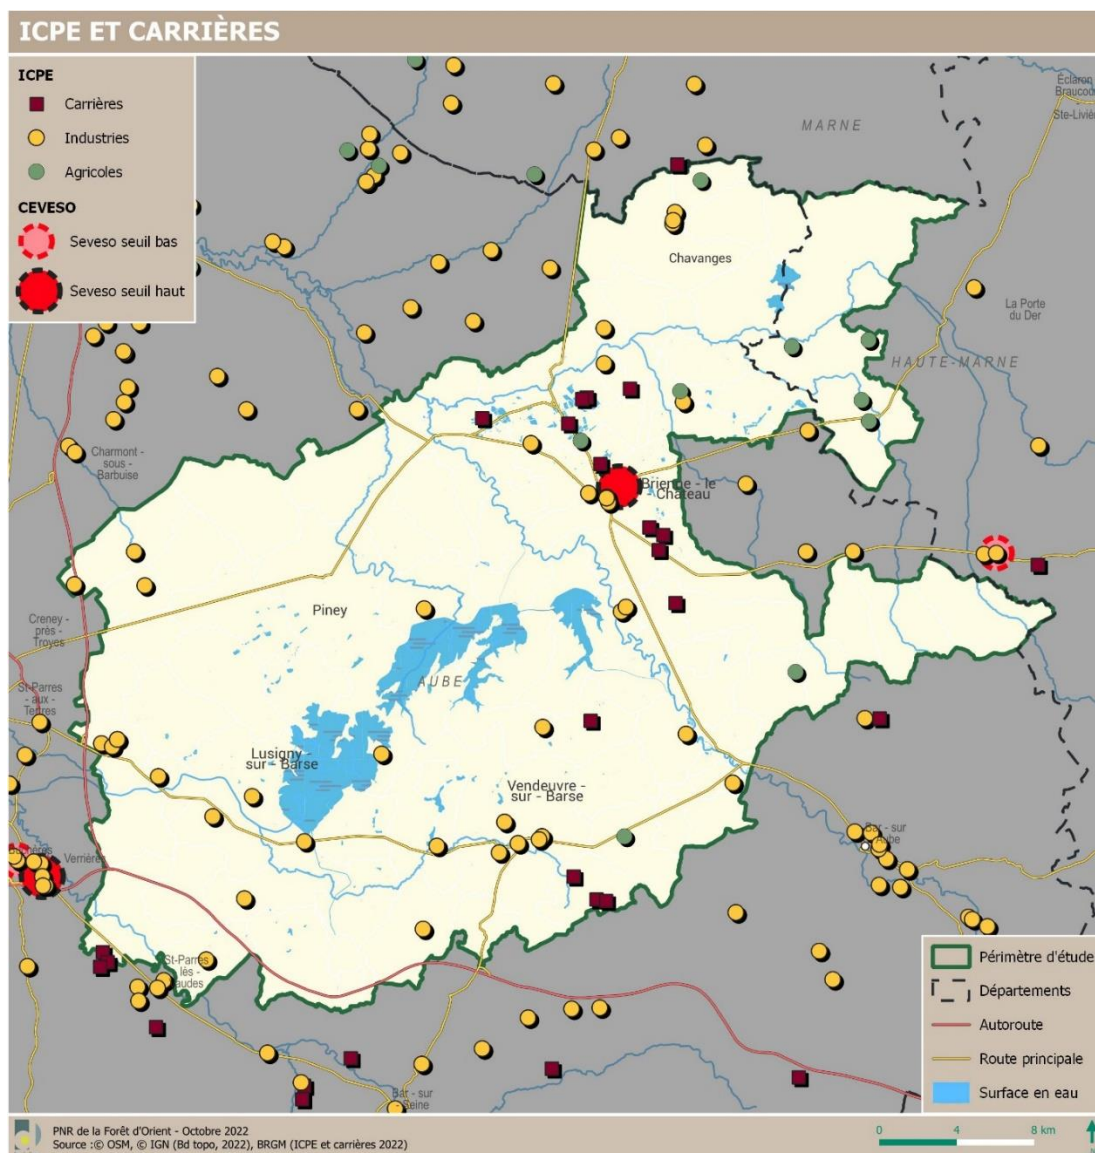 ICPE ET CARRIÈRES
ICPE
Carrières
Industries
Agricoles
CEVESO
Seveso seuil bas
Seveso seuil haut
MARNE
Éclaron
Braucou
Ste-Livièr
Chavanges
La Porte
du Der
HAUTE-MARNE
Charmont -
sous -
Barbuise
Brienne - le
Château
Piney
Creney -
près -
Troyes
AUBE
St-Parres
- aux -
Tertres
Lusigny -
sur - Barse
Vendeuvre -
sur - Barse
Bar - sur
Aube
Verrières
St-Parres
lès -
Vaudes
Bar - sur
- Seine
Périmètre d'étude
Départements
Autoroute
Route principale
Surface en eau
PNR de la Forêt d'Orient - Octobre 2022
Source :© OSM, © IGN (Bd topo, 2022), BRGM (ICPE et carrières 2022)
0 4 8 km